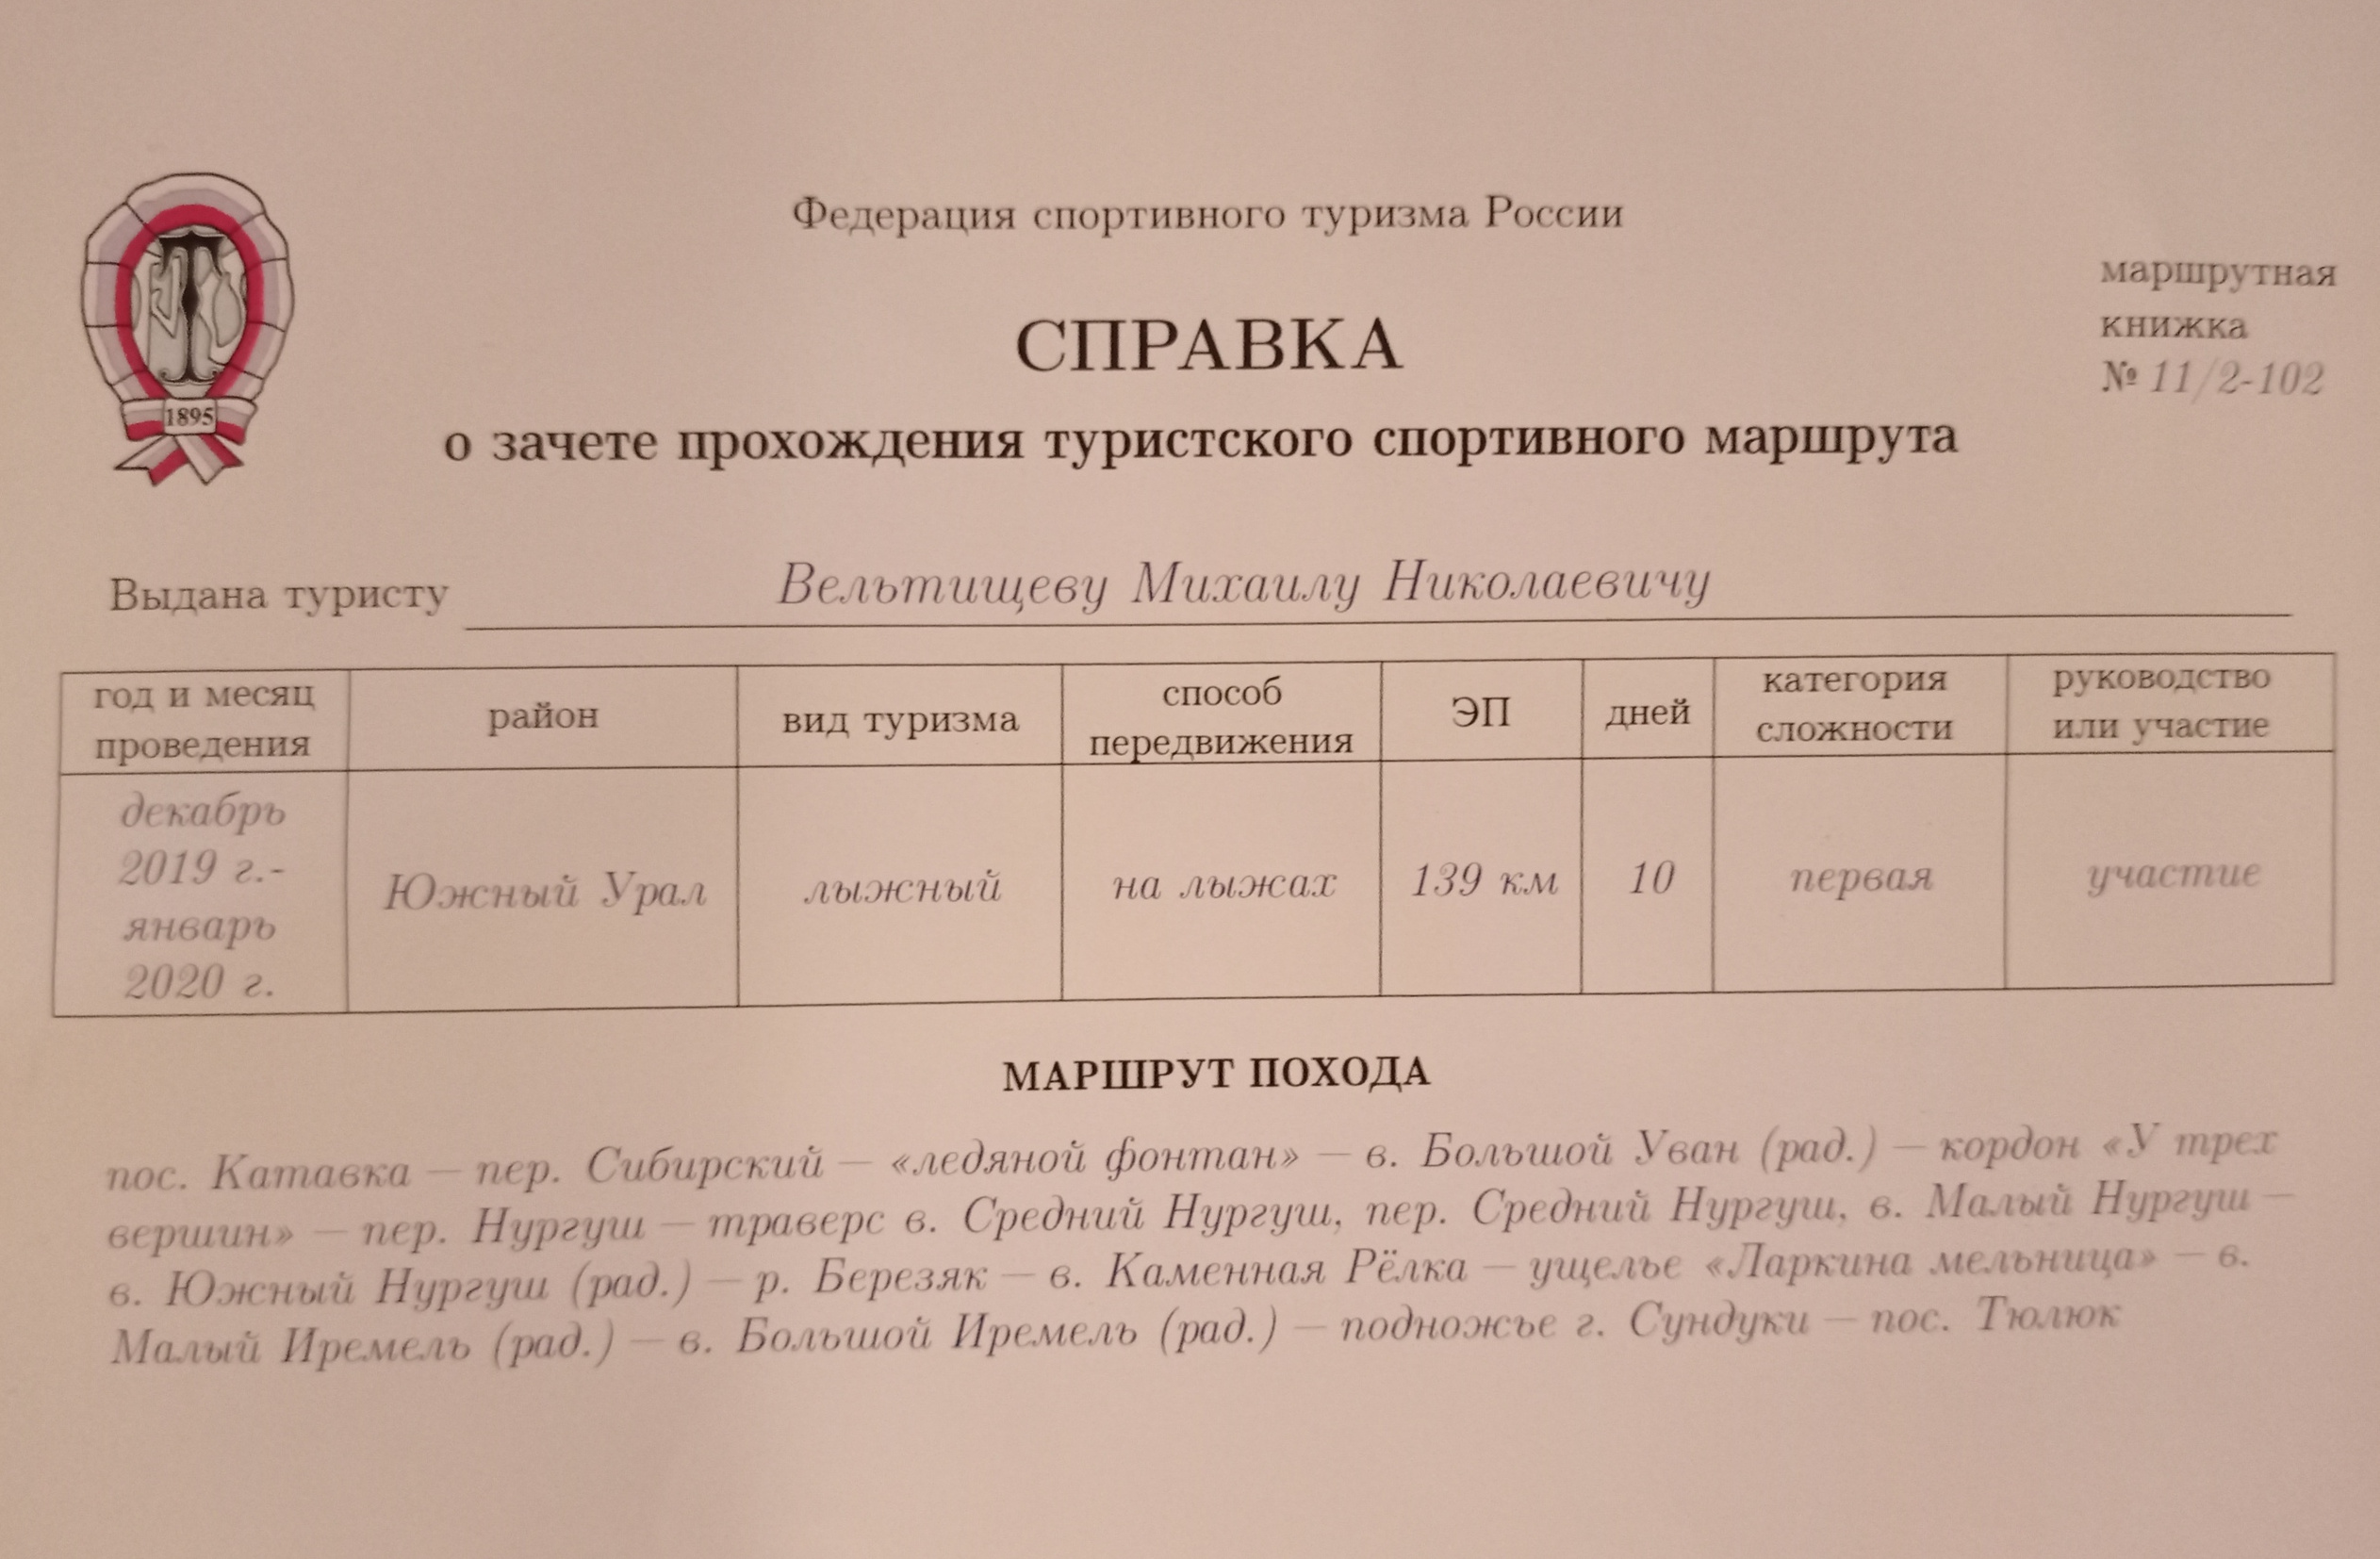 Федерация спортивного туризма России
маршрутная
книжка
№ 11/2-102
СПРАВКА
о зачете прохождения туристского спортивного маршрута
1895
Выдана туристу Вельтищеву Михаилу Николаевичу
год и месяц проведения район вид туризма способ передвижения ЭП дней категория сложности руководство или участие
декабрь 2019 г.- январь 2020 г. Южный Урал лыжный на лыжах 139 км 10 первая участие
МАРШРУТ ПОХОДА
пос. Катавка – пер. Сибирский – «ледяной фонтан» – в. Большой Уван (рад.) – кордон «У трех
вершин» – пер. Нургуш – траверс в. Средний Нургуш, пер. Средний Нургуш, в. Малый Нургуш –
в. Южный Нургуш (рад.) – р. Березяк – в. Каменная Рёлка – ущелье «Ларкина мельница» – в.
Малый Иремель (рад.) – в. Большой Иремель (рад.) – подножье г. Сундуки – пос. Тюлюк